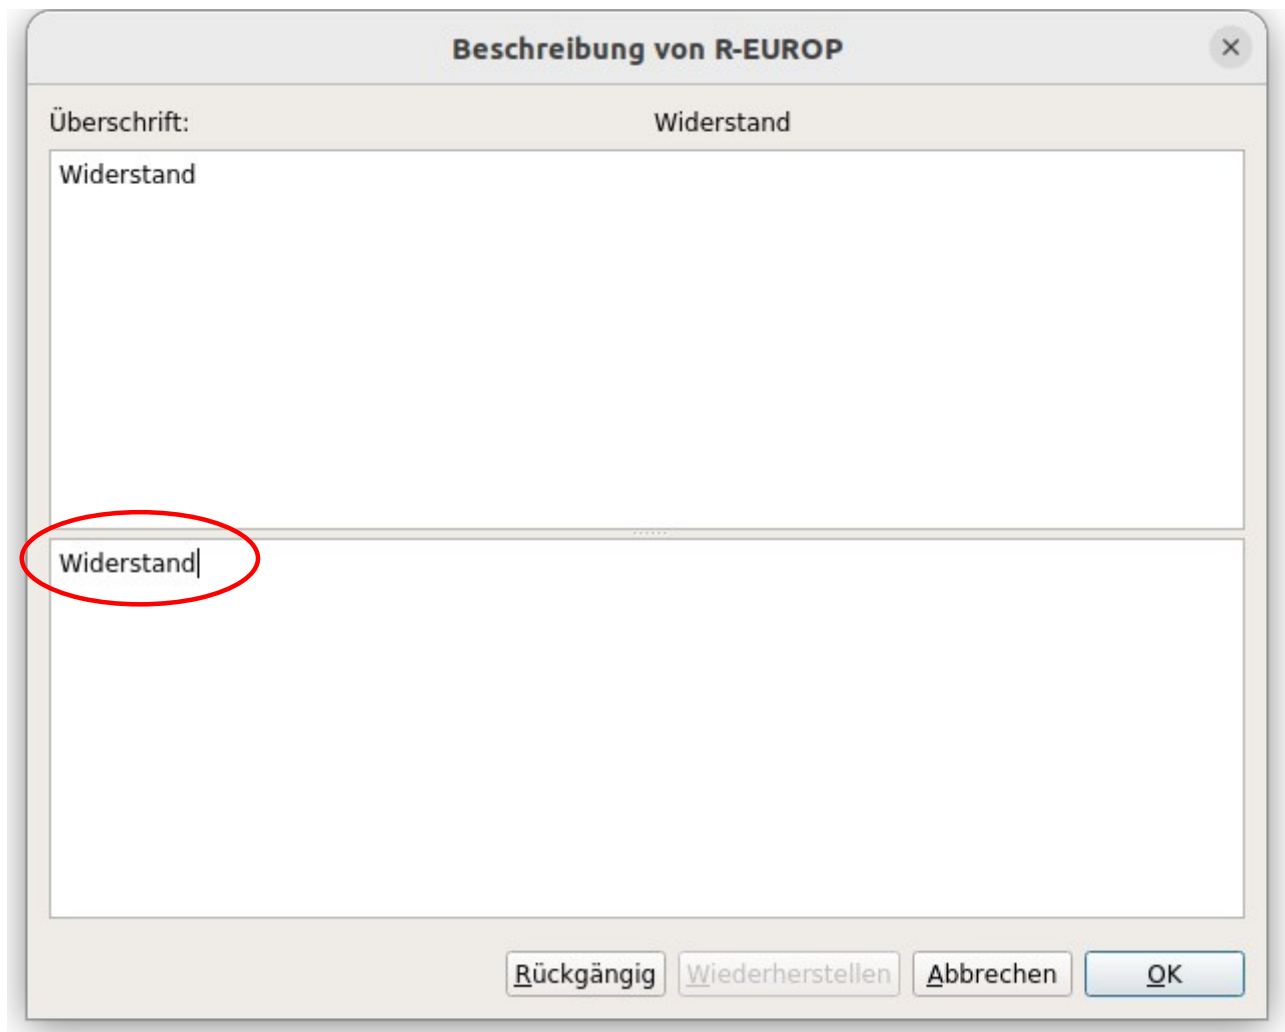 Beschreibung von R-EUROP
Überschrift: Widerstand
Widerstand
Widerstand
Rückgängig Wiederherstellen Abbrechen OK